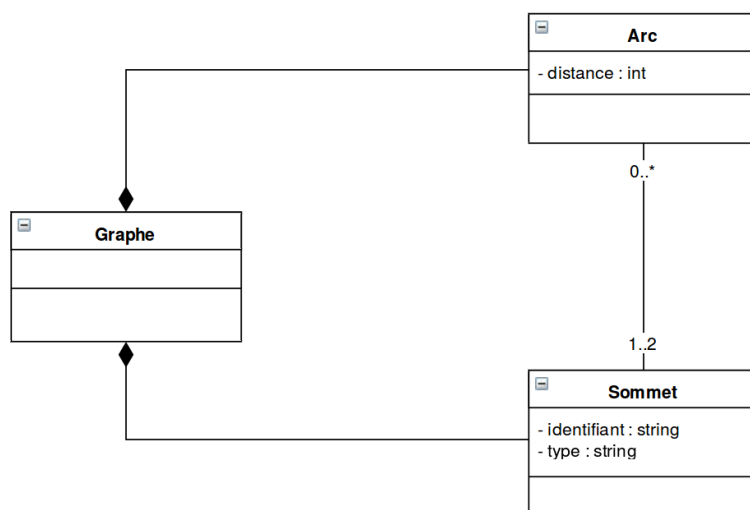 Arc
- distance : int
0..*
Graphe
1..2
Sommet
- identifiant : string
- type : string